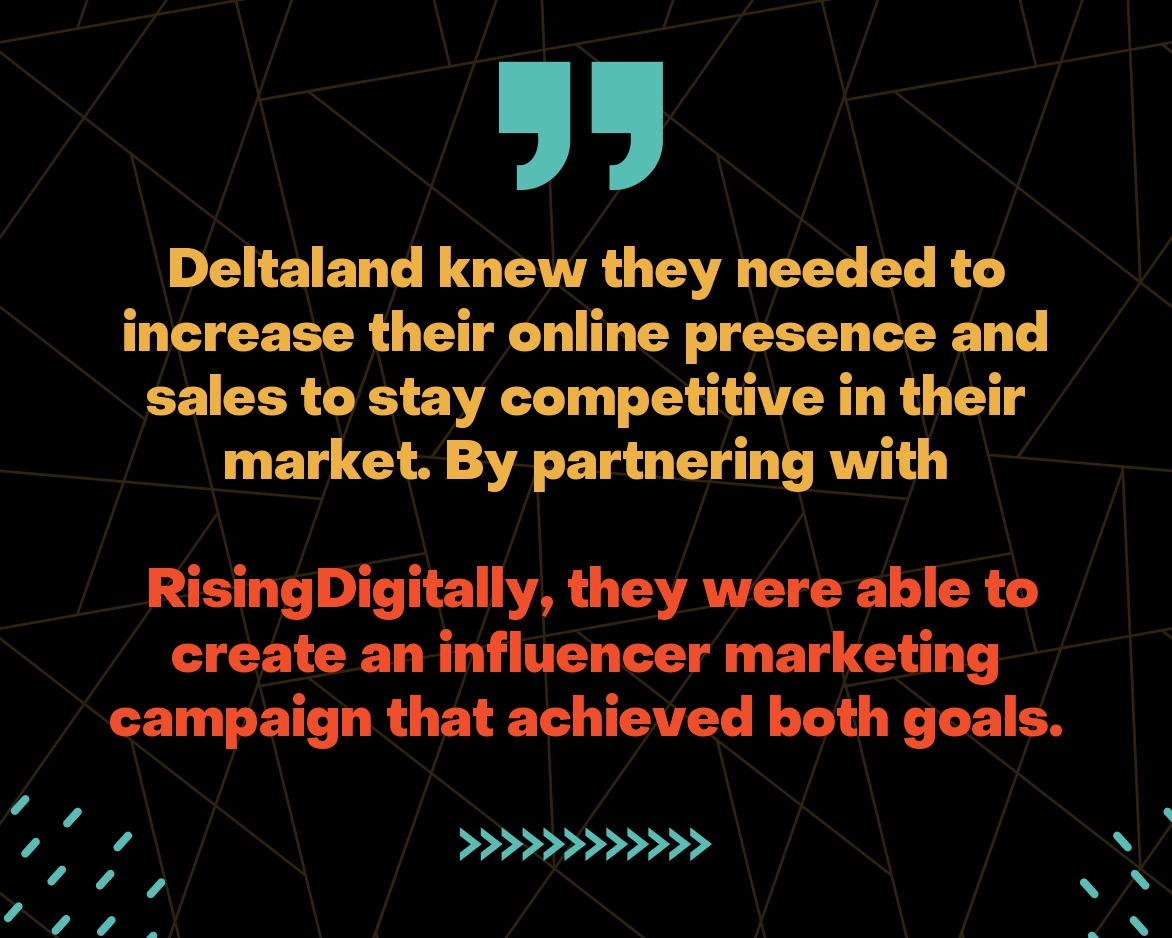 Deltaland knew they needed to
increase their online presence and
sales to stay competitive in their
market. By partnering with
RisingDigitally, they were able to
create an influencer marketing
campaign that achieved both goals.